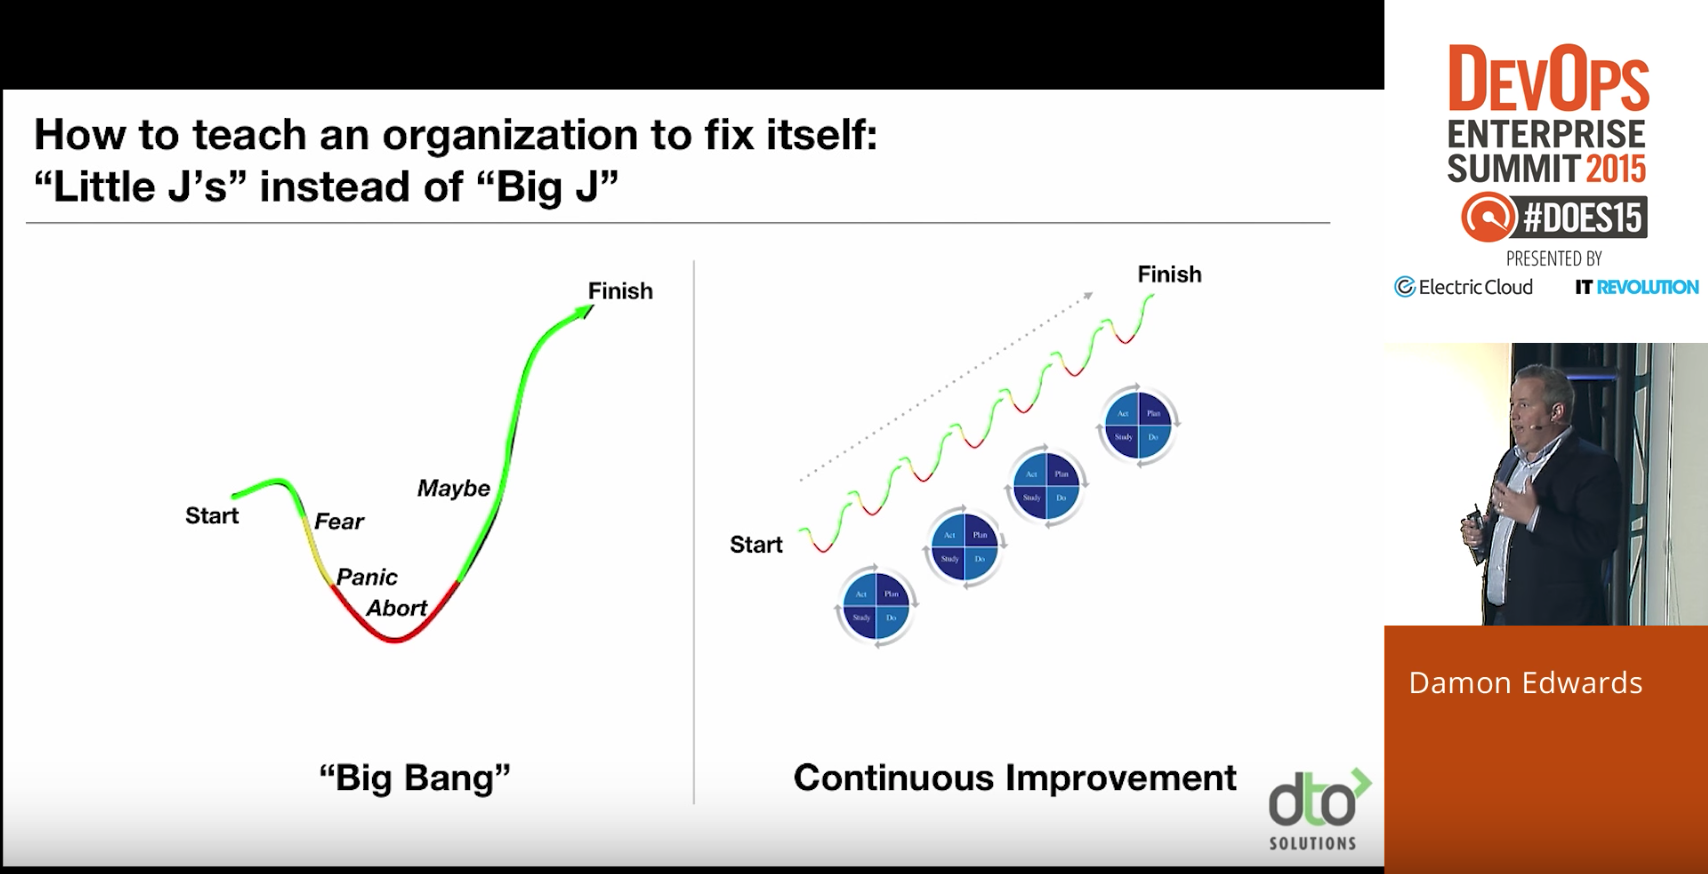 How to teach an organization to fix itself:
“Little J’s” instead of “Big J”
Finish
Maybe
Start
Fear
Panic
Abort
“Big Bang”
Finish
Start
Act Plan
Study Do
Act Plan
Study Do
Act Plan
Study Do
Act Plan
Study Do
Continuous Improvement
dto
SOLUTIONS
DEVOPS
ENTERPRISE
SUMMIT 2015
#DOES15
PRESENTED BY
Electric Cloud IT REVOLUTION
Damon Edwards